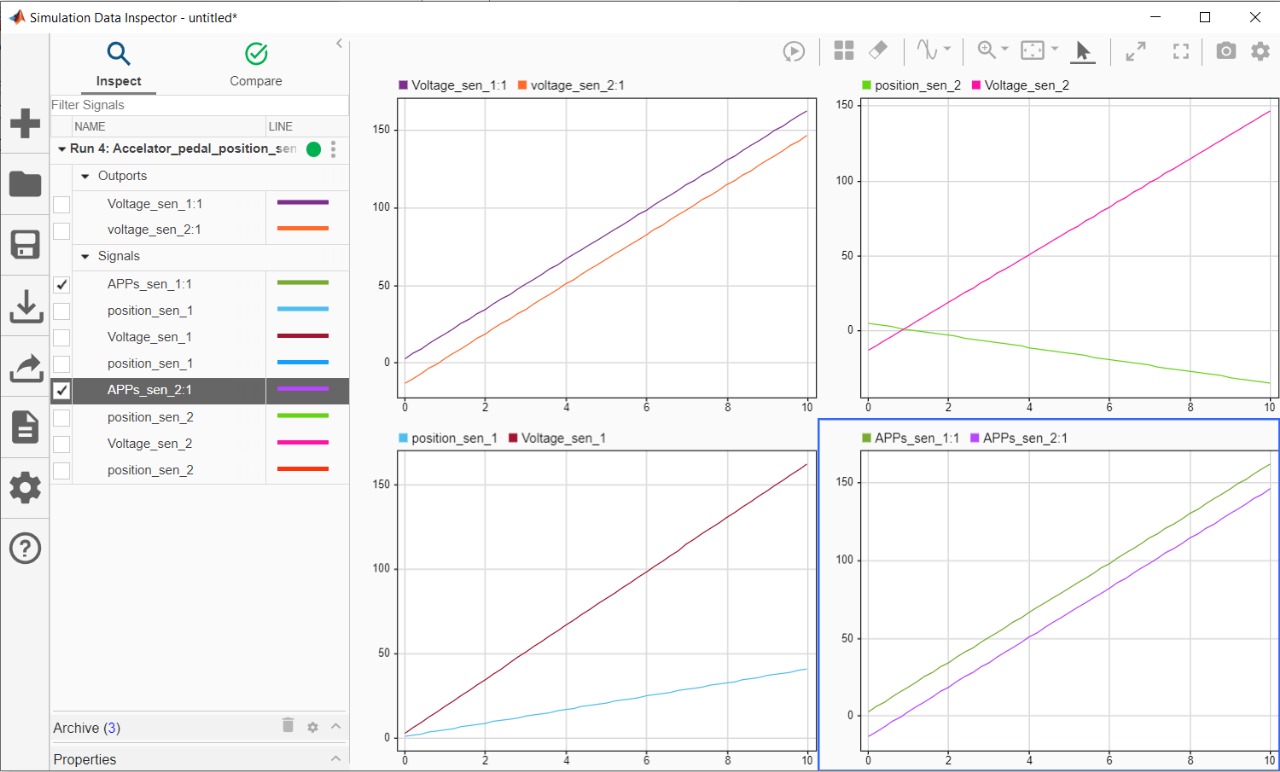 Simulation Data Inspector - untitled*
Inspect
Compare
Filter Signals
NAME LINE
Run 4: Accelator_pedal_position_sen
Outports
Voltage_sen_1:1
voltage_sen_2:1
Signals
APPs_sen_1:1
position_sen_1
Voltage_sen_1
position_sen_1
APPs_sen_2:1
position_sen_2
Voltage_sen_2
position_sen_2
Archive (3)
Properties
Voltage_sen_1:1 voltage_sen_2:1
150
100
50
0
0 2 4 6 8 10
position_sen_2 Voltage_sen_2
150
100
50
0
0 2 4 6 8 10
position_sen_1 Voltage_sen_1
150
100
50
0
0 2 4 6 8 10
APPs_sen_1:1 APPs_sen_2:1
150
100
50
0
0 2 4 6 8 10